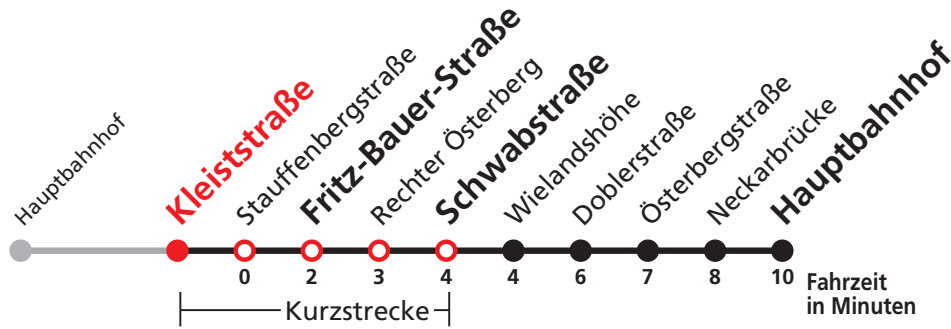 Hauptbahnhof
Kleiststraße
Stauffenbergstraße
Fritz-Bauer-Straße
Rechter Österberg
Schwabstraße
Wielandshöhe
Doblerstraße
Österbergstraße
Neckarbrücke
Hauptbahnhof
0 2 3 4 4 6 7 8 10
Fahrzeit
in Minuten
Kurzstrecke